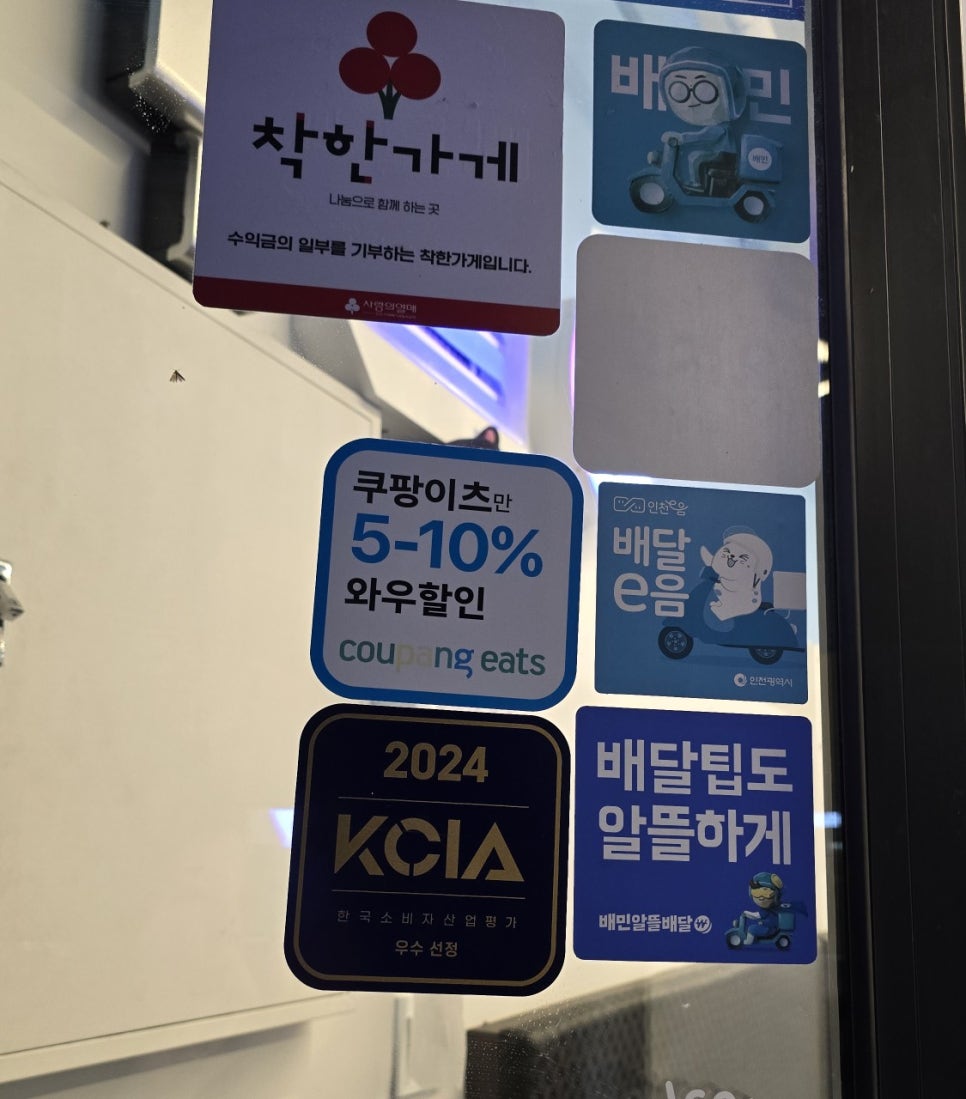 착한가게
나눔으로 함께 하는 곳
수익금의 일부를 기부하는 착한가게입니다.
사랑의열매
배민
배민
쿠팡이츠만
5-10%
와우할인
coupang eats
인천e음
배달
e음
인천광역시
2024
KCIA
한국소비자산업평가
우수 선정
배달팁도
알뜰하게
배민알뜰배달